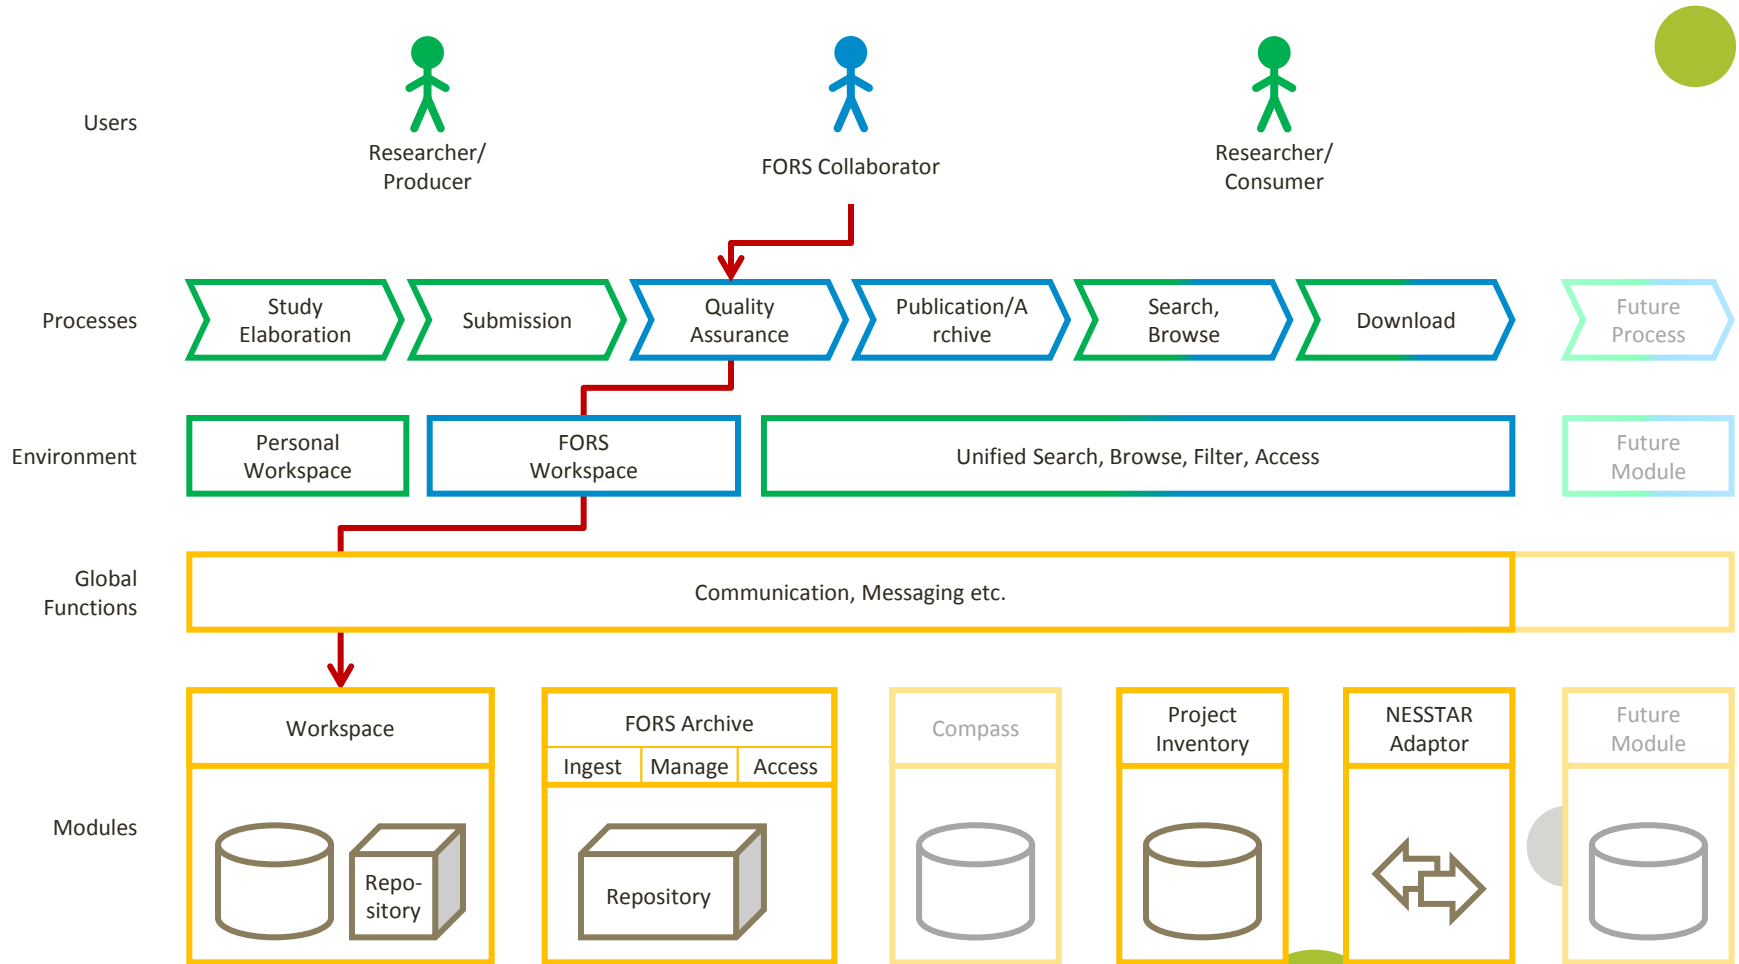 Users
Researcher/
Producer
FORS Collaborator
Researcher/
Consumer
Processes
Study
Elaboration
Submission
Quality
Assurance
Publication/A
rchive
Search,
Browse
Download
Future
Process
Environment
Personal
Workspace
FORS
Workspace
Unified Search, Browse, Filter, Access
Future
Module
Global
Functions
Communication, Messaging etc.
Modules
Workspace
Repo-
sitory
FORS Archive
Ingest
Manage
Access
Repository
Compass
Project
Inventory
NESSTAR
Adaptor
Future
Module